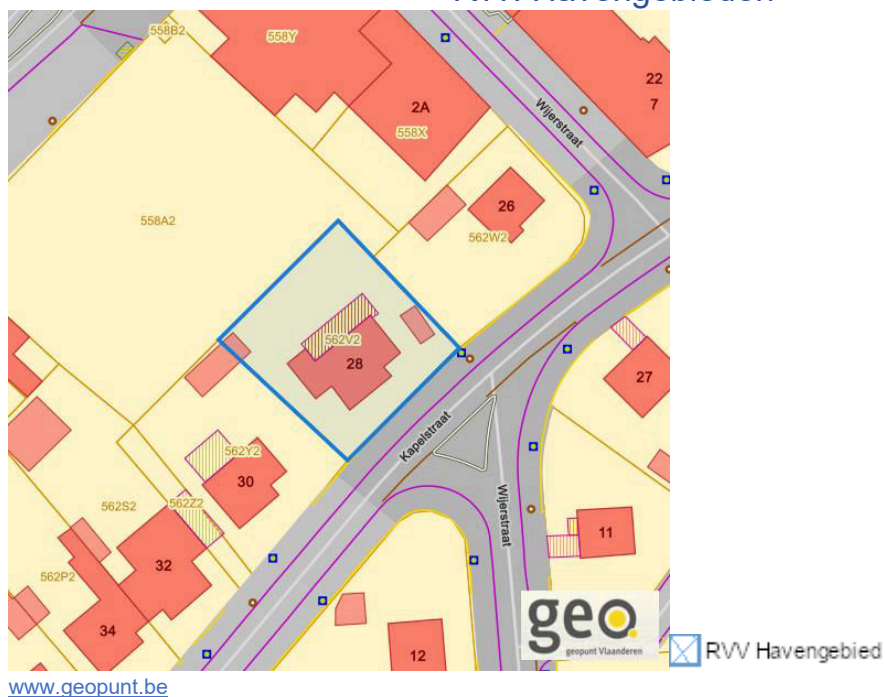 558B2
558Y
22
7
2A
558X
Wijerstraat
26
558A2
562W2
562V2
28
27
Kapelstraat
562Y2
30
Wijerstraat
562S2
562Z2
11
32
562P2
34
12
geo.
geopunt Vlaanderen
RVV Havengebied
www.geopunt.be